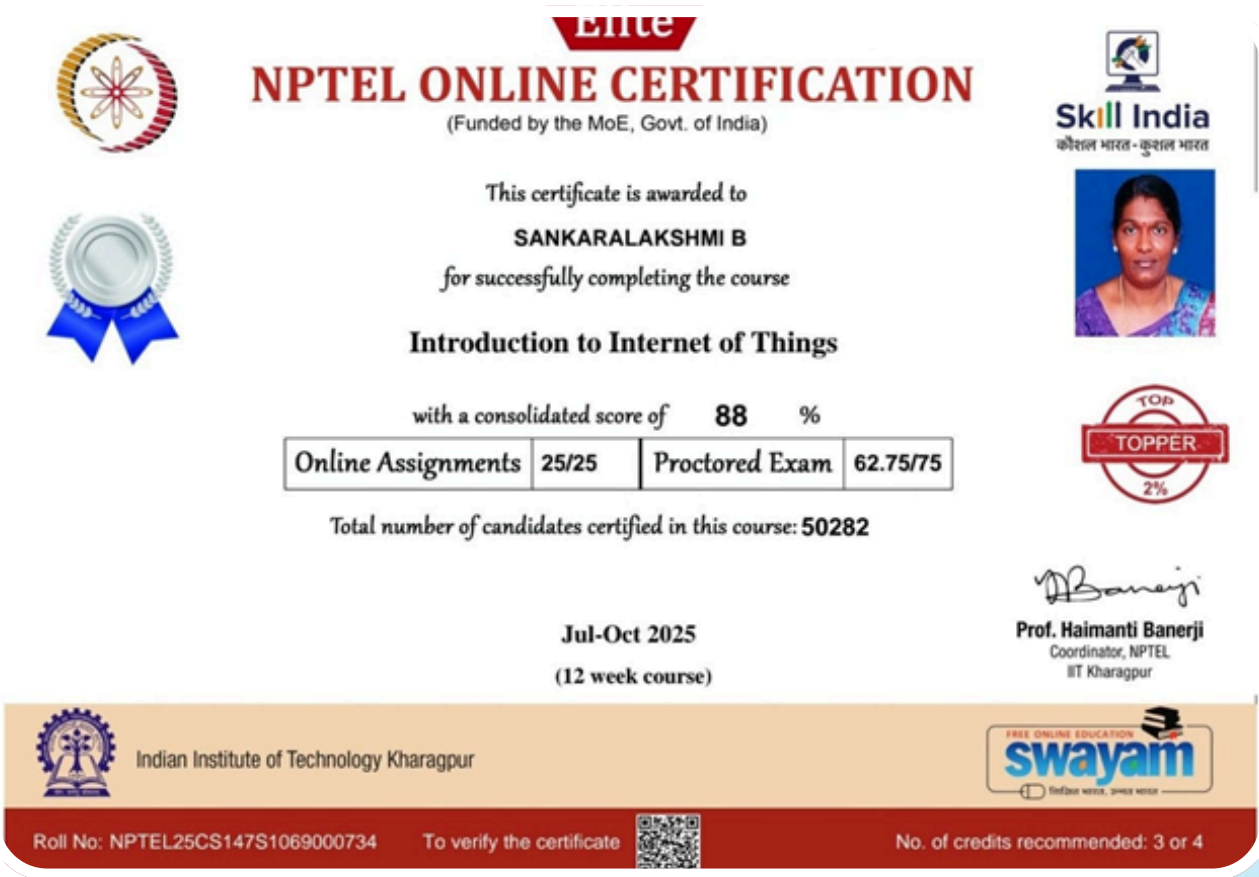 Elite
NPTEL ONLINE CERTIFICATION
(Funded by the MoE, Govt. of India)
Skill India
कौशल भारत - कुशल भारत
This certificate is awarded to
SANKARALAKSHMI B
for successfully completing the course
Introduction to Internet of Things
with a consolidated score of 88 %
Online Assignments 25/25 Proctored Exam 62.75/75
TOP
TOPPER
2%
Total number of candidates certified in this course: 50282
Jul-Oct 2025
(12 week course)
Prof. Haimanti Banerji
Coordinator, NPTEL
IIT Kharagpur
Indian Institute of Technology Kharagpur
FREE ONLINE EDUCATION
swayam
शिक्षित भारत, उन्नत भारत
Roll No: NPTEL25CS147S1069000734 To verify the certificate No. of credits recommended: 3 or 4